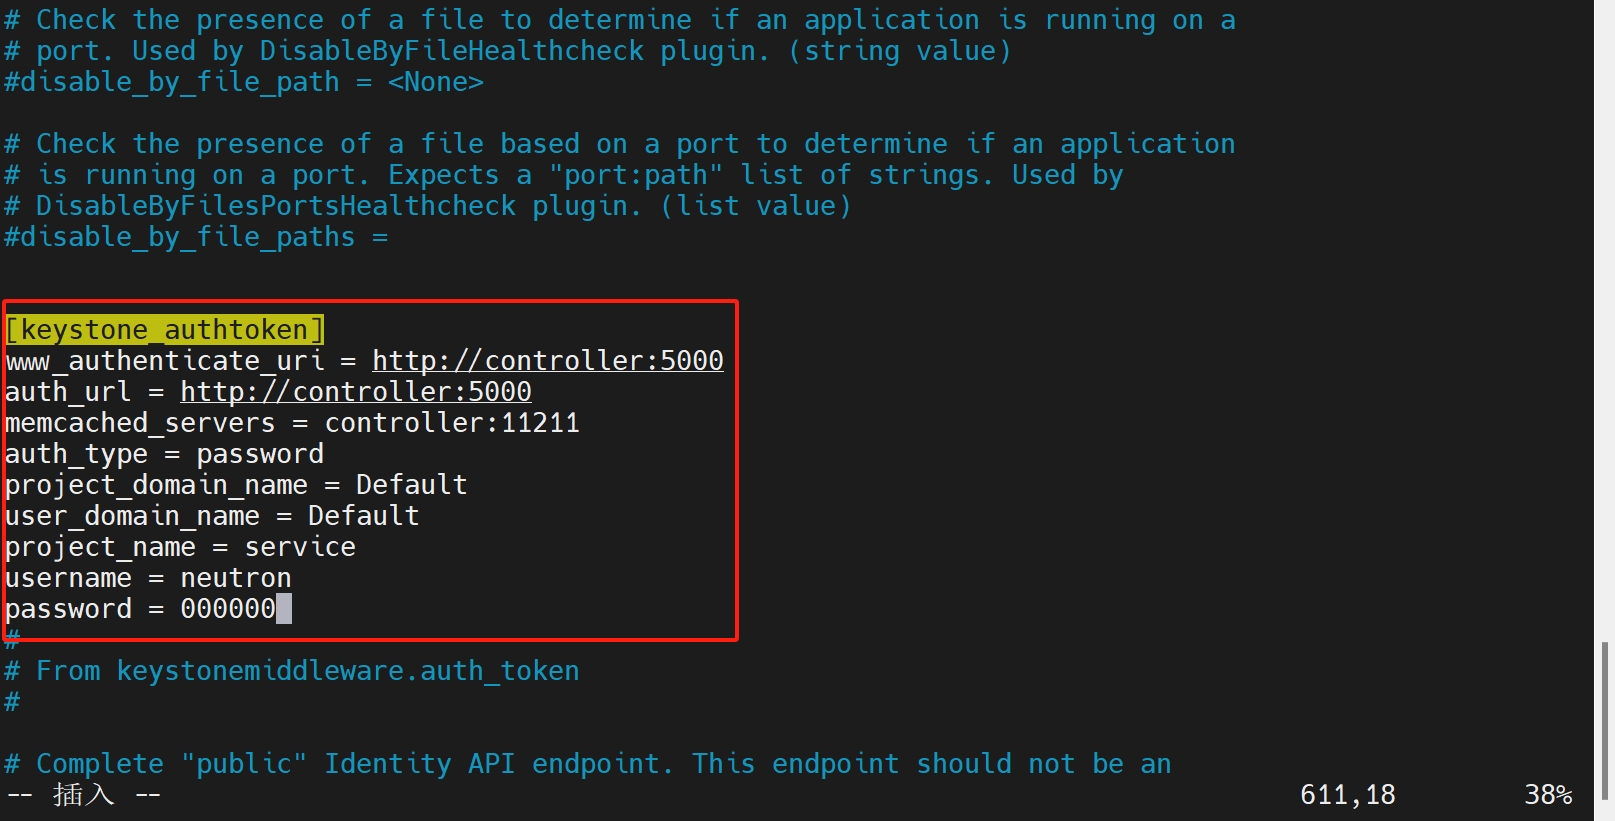 # Check the presence of a file to determine if an application is running on a
# port. Used by DisableByFileHealthcheck plugin. (string value)
#disable_by_file_path = <None>
# Check the presence of a file based on a port to determine if an application
# is running on a port. Expects a "port:path" list of strings. Used by
# DisableByFilesPortsHealthcheck plugin. (list value)
#disable_by_file_paths =
[keystone_authtoken]
www_authenticate_uri = http://controller:5000
auth_url = http://controller:5000
memcached_servers = controller:11211
auth_type = password
project_domain_name = Default
user_domain_name = Default
project_name = service
username = neutron
password = 000000
#
# From keystonemiddleware.auth_token
#
# Complete "public" Identity API endpoint. This endpoint should not be an
-- 插入 -- 611,18 38%